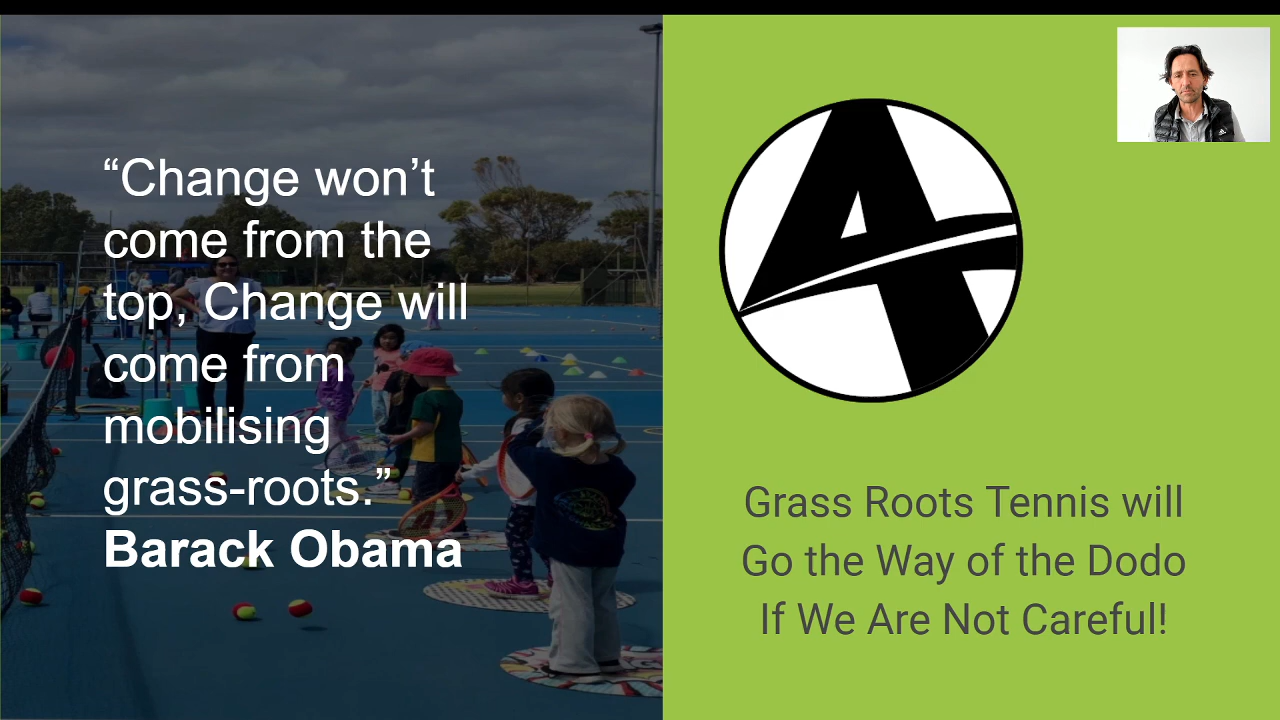 “Change won’t
come from the
top, Change will
come from
mobilising
grass-roots.”
Barack Obama
Grass Roots Tennis will
Go the Way of the Dodo
If We Are Not Careful!